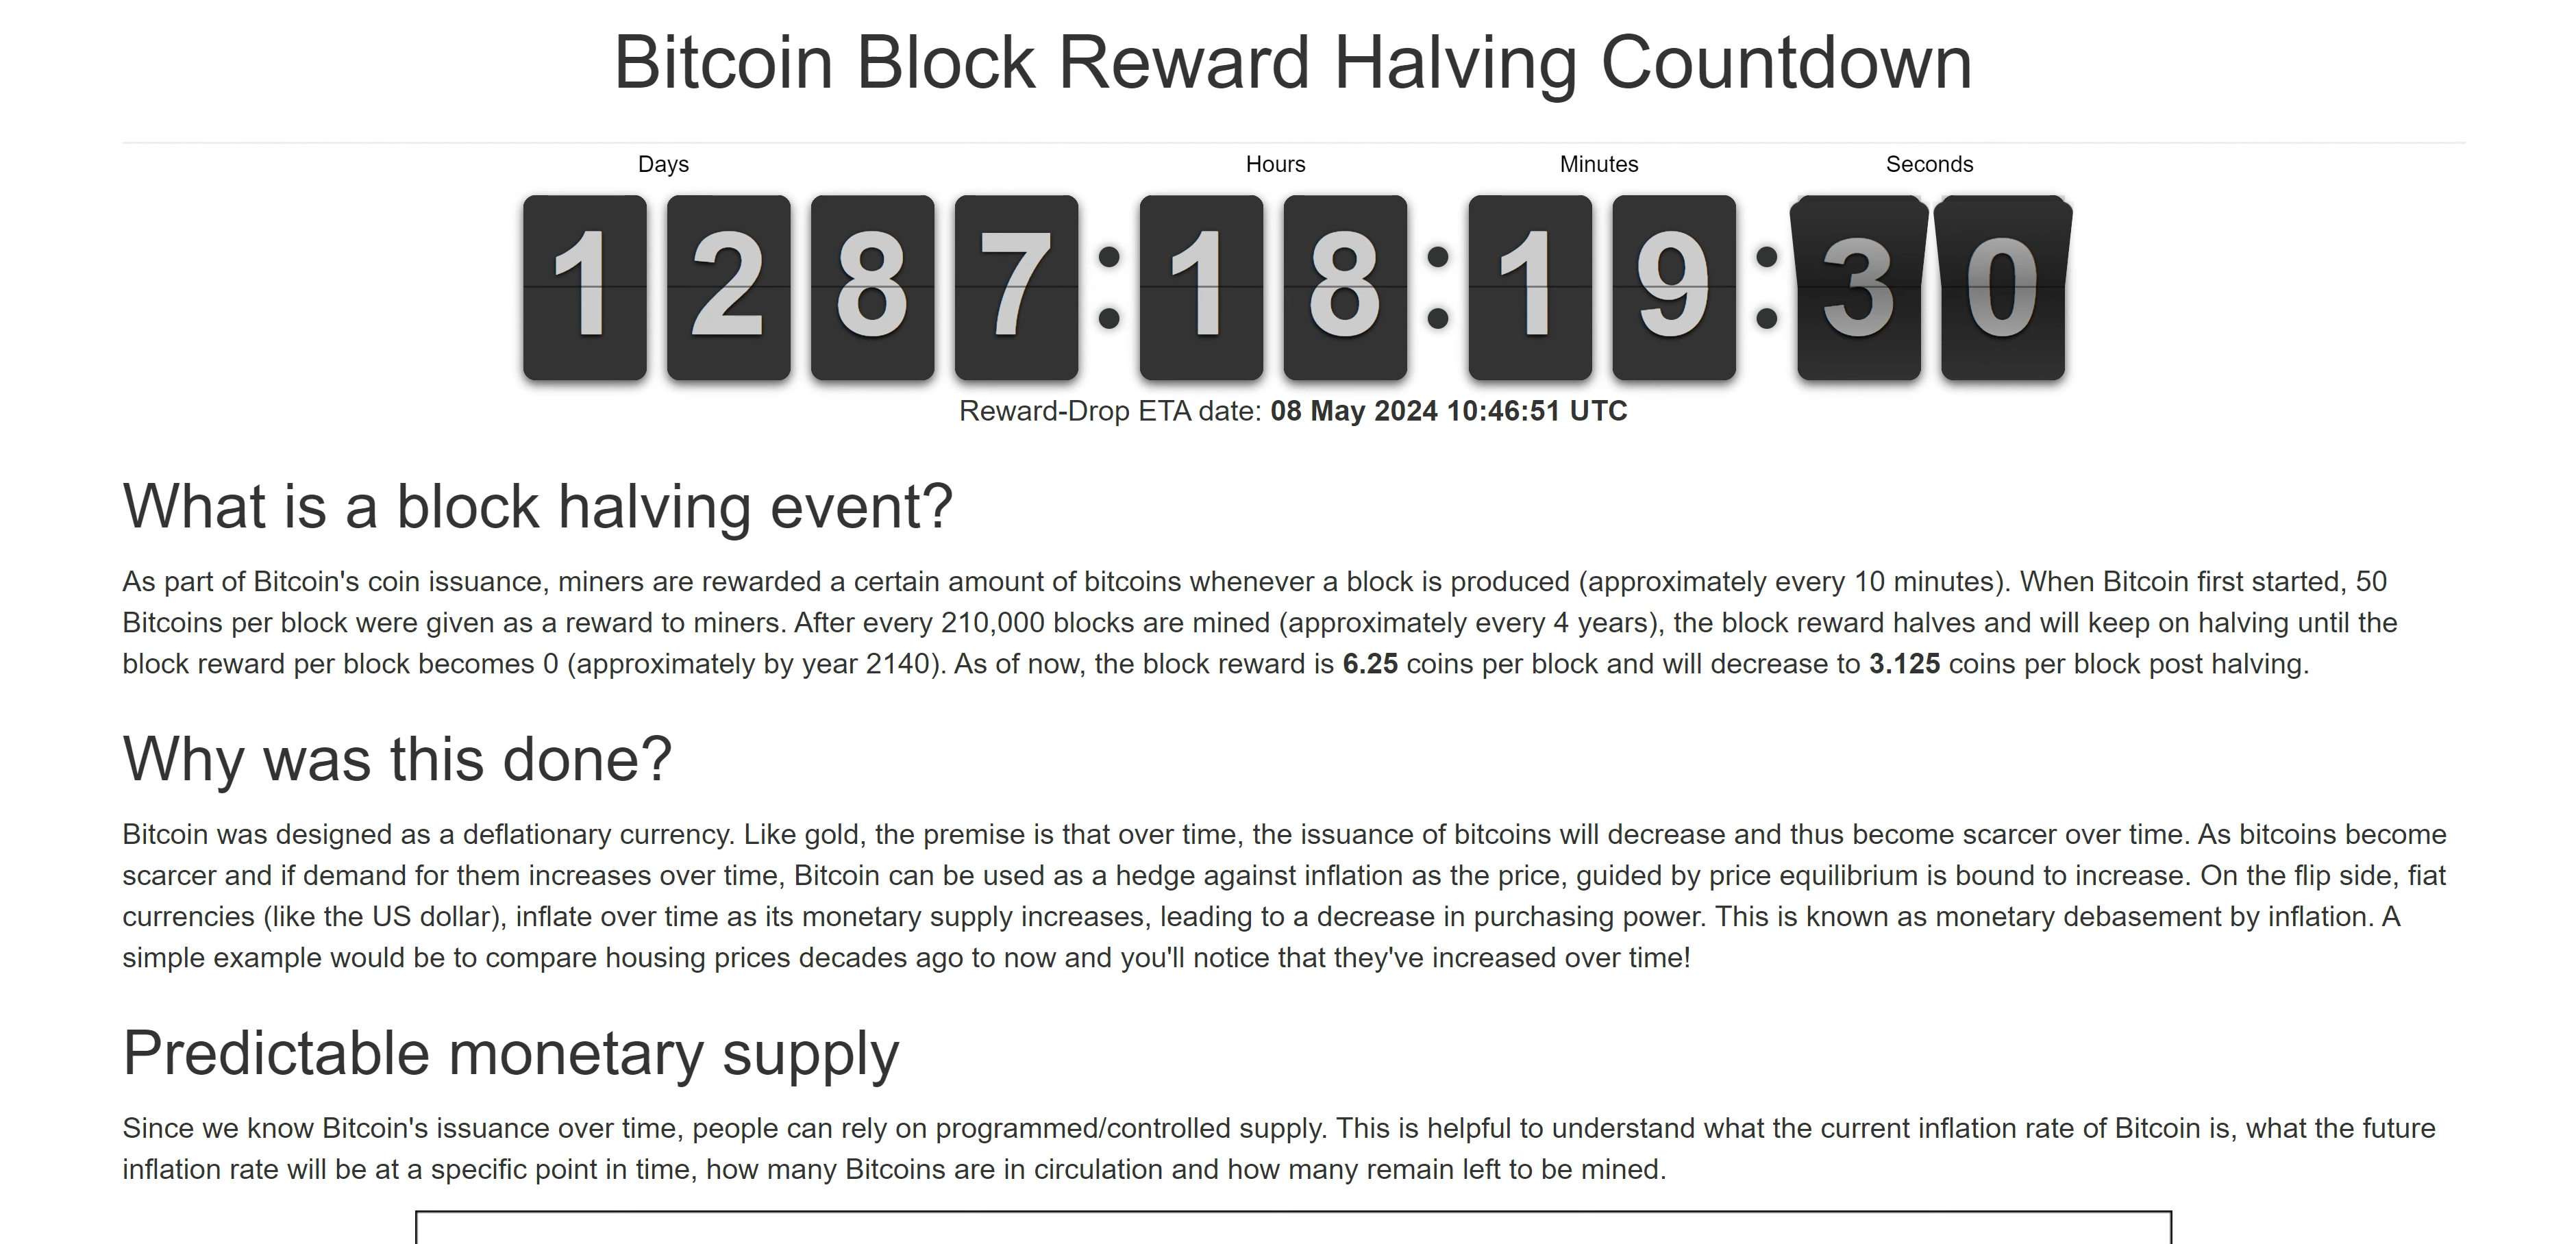 Bitcoin Block Reward Halving Countdown
Days Hours Minutes Seconds
1287:18:19:30
Reward-Drop ETA date: 08 May 2024 10:46:51 UTC
What is a block halving event?
As part of Bitcoin's coin issuance, miners are rewarded a certain amount of bitcoins whenever a block is produced (approximately every 10 minutes). When Bitcoin first started, 50
Bitcoins per block were given as a reward to miners. After every 210,000 blocks are mined (approximately every 4 years), the block reward halves and will keep on halving until the
block reward per block becomes 0 (approximately by year 2140). As of now, the block reward is 6.25 coins per block and will decrease to 3.125 coins per block post halving.
Why was this done?
Bitcoin was designed as a deflationary currency. Like gold, the premise is that over time, the issuance of bitcoins will decrease and thus become scarcer over time. As bitcoins become
scarcer and if demand for them increases over time, Bitcoin can be used as a hedge against inflation as the price, guided by price equilibrium is bound to increase. On the flip side, fiat
currencies (like the US dollar), inflate over time as its monetary supply increases, leading to a decrease in purchasing power. This is known as monetary debasement by inflation. A
simple example would be to compare housing prices decades ago to now and you'll notice that they've increased over time!
Predictable monetary supply
Since we know Bitcoin's issuance over time, people can rely on programmed/controlled supply. This is helpful to understand what the current inflation rate of Bitcoin is, what the future
inflation rate will be at a specific point in time, how many Bitcoins are in circulation and how many remain left to be mined.